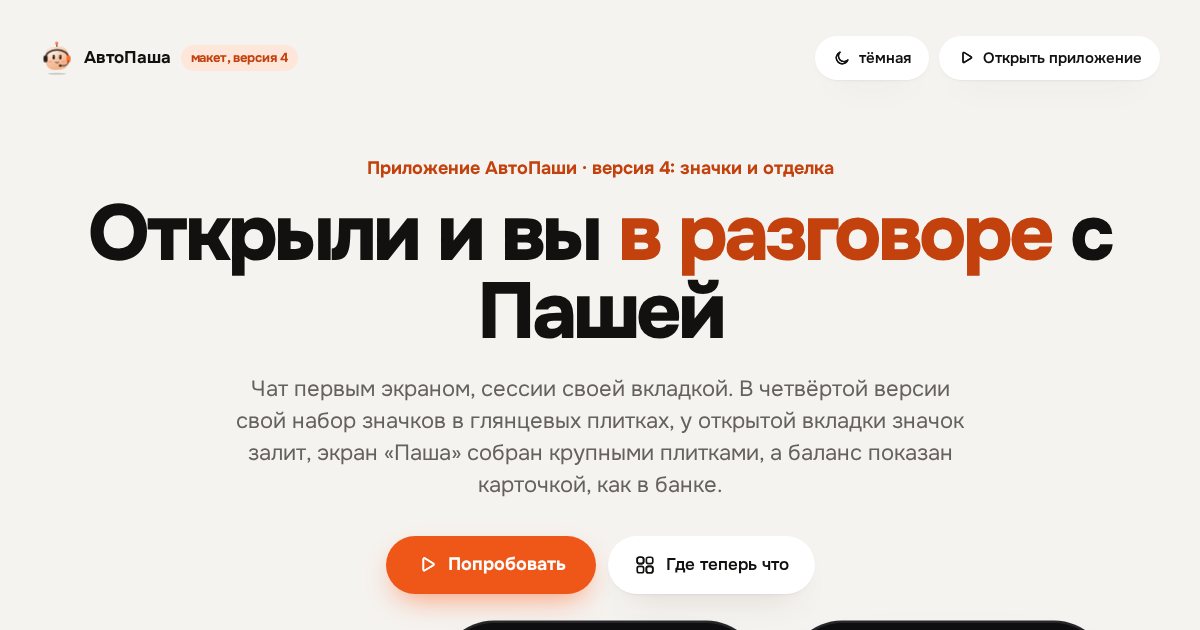 АвтоПаша
макет, версия 4
тёмная
Открыть приложение
Приложение АвтоПаши · версия 4: значки и отделка
Открыли и вы в разговоре с
Пашей
Чат первым экраном, сессии своей вкладкой. В четвёртой версии
свой набор значков в глянцевых плитках, у открытой вкладки значок
залит, экран «Паша» собран крупными плитками, а баланс показан
карточкой, как в банке.
Попробовать
Где теперь что